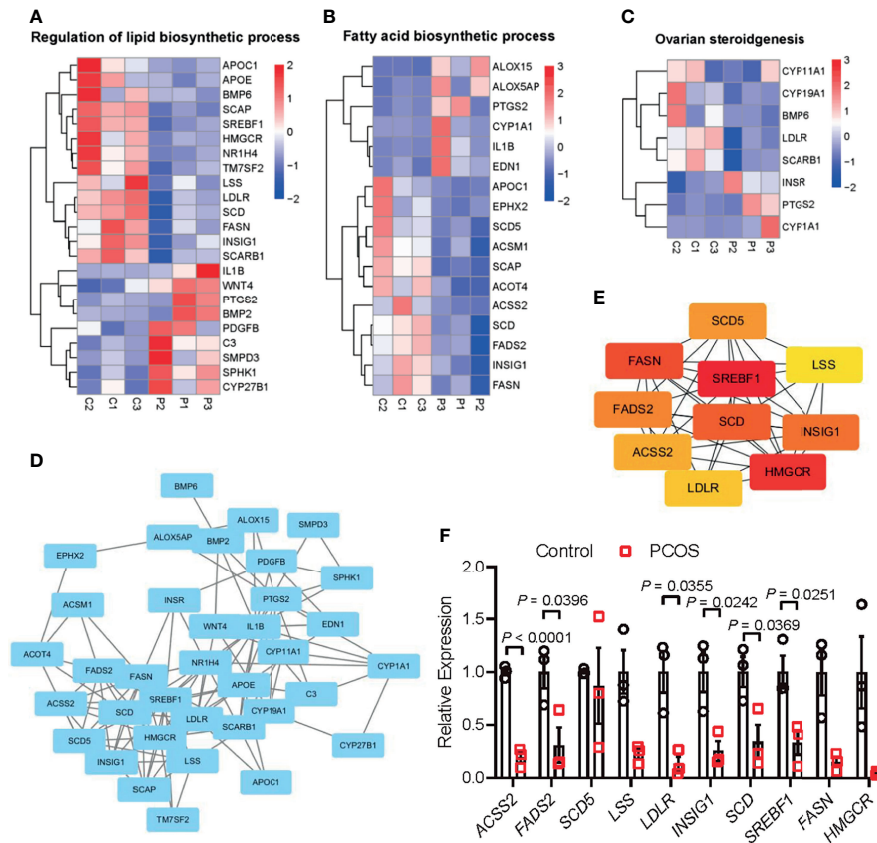 A
Regulation of lipid biosynthetic process
APOC1
APOE
BMP6
SCAP
SREBF1
HMGCR
NR1H4
TM7SF2
LSS
LDLR
SCD
FASN
INSIG1
SCARB1
IL1B
WNT4
PTGS2
BMP2
PDGFB
C3
SMPD3
SPHK1
CYP27B1
C2 C1 C3 P2 P1 P3
2
1
0
−1
−2
B
Fatty acid biosynthetic process
ALOX15
ALOX5AP
PTGS2
CYP1A1
IL1B
EDN1
APOC1
EPHX2
SCD5
ACSM1
SCAP
ACOT4
ACSS2
SCD
FADS2
INSIG1
FASN
C2 C1 C3 P3 P1 P2
3
2
1
0
−1
−2
C
Ovarian steroidgenesis
CYP11A1
CYP19A1
BMP6
LDLR
SCARB1
INSR
PTGS2
CYP1A1
C2 C1 C3 P2 P1 P3
3
2
1
0
−1
−2
D
BMP6
ALOX15
SMPD3
ALOX5AP
BMP2
EPHX2
PDGFB
SPHK1
ACSM1
INSR
PTGS2
EDN1
WNT4
IL1B
ACOT4
CYP11A1
FADS2
FASN
NR1H4
CYP1A1
APOE
C3
ACSS2
SREBF1
CYP19A1
SCD
LDLR
SCARB1
SCD5
HMGCR
CYP27B1
INSIG1
LSS
SCAP
APOC1
TM7SF2
E
SCD5
FASN
SREBF1
LSS
FADS2
SCD
INSIG1
ACSS2
HMGCR
LDLR
F
Control PCOS
Relative Expression
2.0
1.5
1.0
0.5
0.0
P < 0.0001
P = 0.0396
P = 0.0355
P = 0.0242
P = 0.0369
P = 0.0251
ACSS2 FADS2 SCD5 LSS LDLR INSIG1 SCD SREBF1 FASN HMGCR